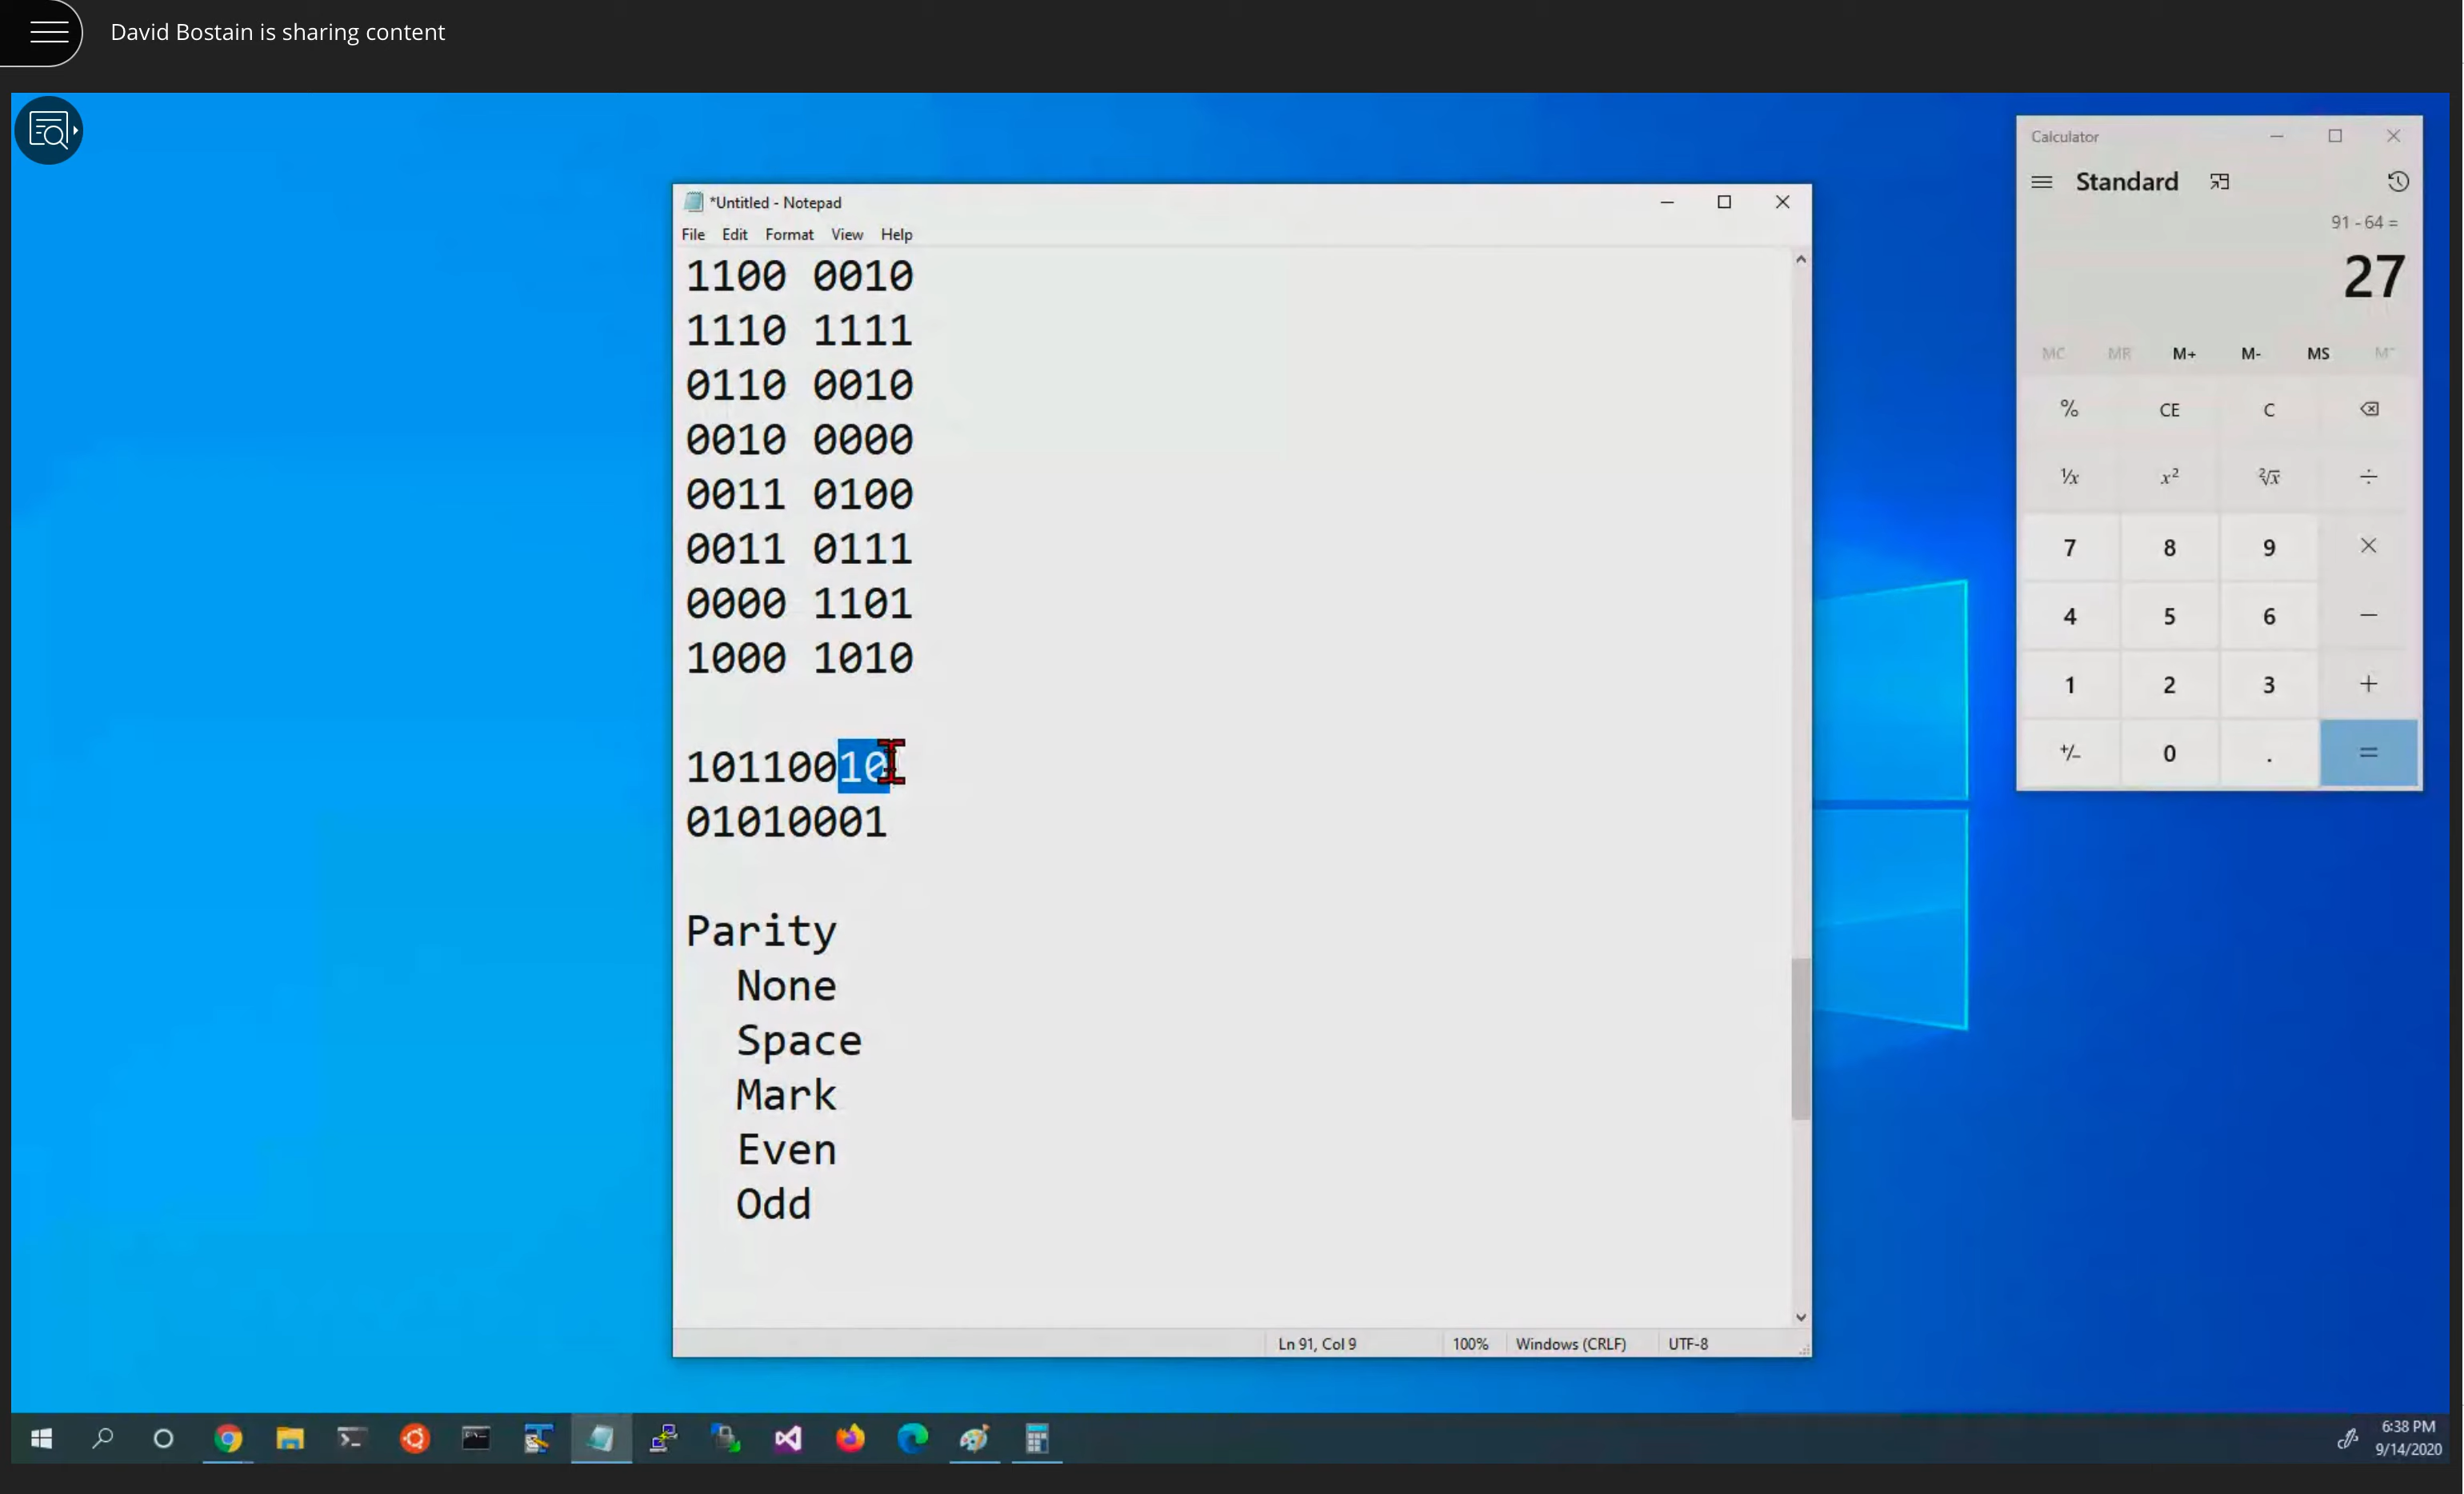 David Bostain is sharing content
*Untitled - Notepad
File Edit Format View Help
1100 0010
1110 1111
0110 0010
0010 0000
0011 0100
0011 0111
0000 1101
1000 1010
10110010
01010001
Parity
None
Space
Mark
Even
Odd
Ln 91, Col 9 100% Windows (CRLF) UTF-8
Calculator
Standard
91 - 64 =
27
MC MR M+ M- MS M
% CE C
1/x x² ²√x ÷
7 8 9 ×
4 5 6 −
1 2 3 +
+/− 0 . =
6:38 PM
9/14/2020